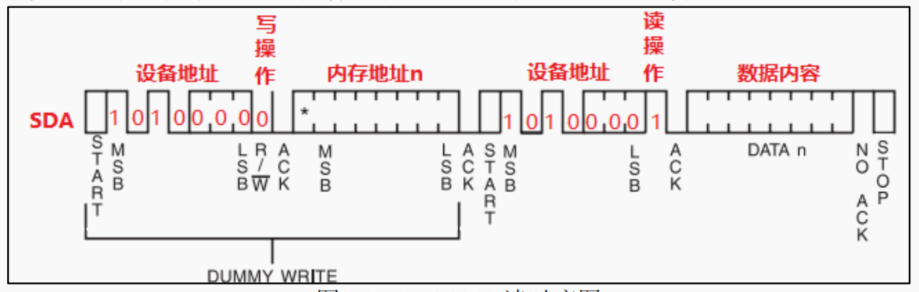 写操作
读操作
设备地址
内存地址n
设备地址
数据内容
SDA
1 0 1 0 0 0 0 0
*
1 0 1 0 0 0 0 1
START
MSB
LSB
R/W
ACK
MSB
LSB
ACK
START
MSB
LSB
ACK
DATA n
NO ACK
STOP
DUMMY WRITE